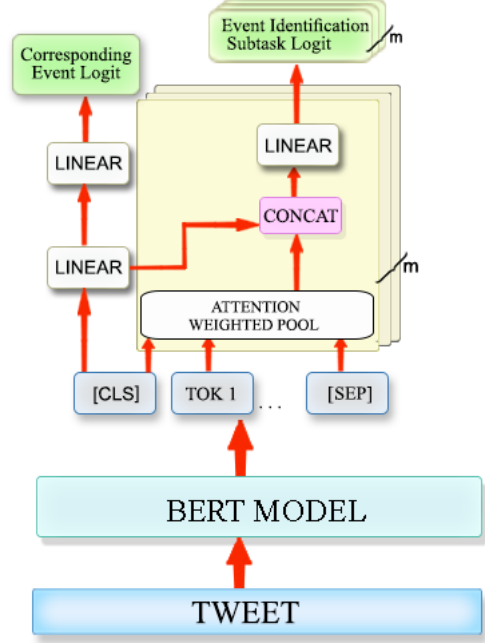 Event Identification
Subtask Logit
m
Corresponding
Event Logit
LINEAR
LINEAR
CONCAT
LINEAR
m
ATTENTION
WEIGHTED POOL
[CLS]
TOK 1
...
[SEP]
BERT MODEL
TWEET